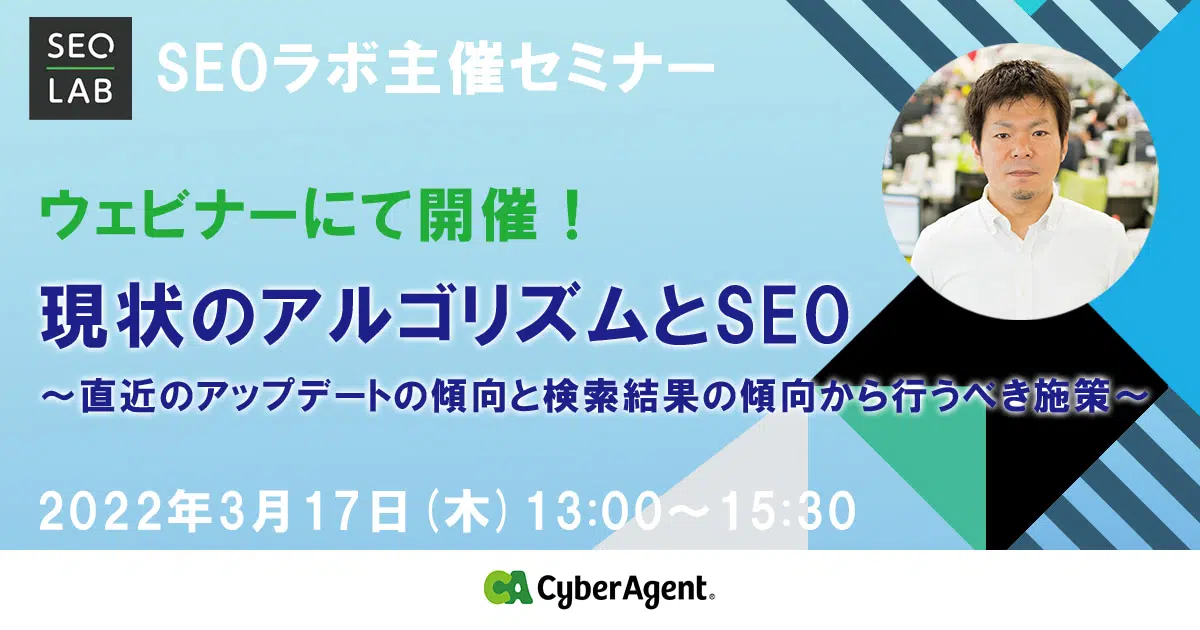 SEO
LAB
SEOラボ主催セミナー
ウェビナーにて開催！
現状のアルゴリズムとSEO
～直近のアップデートの傾向と検索結果の傾向から行うべき施策～
2022年3月17日(木)13:00～15:30
CA CyberAgent®